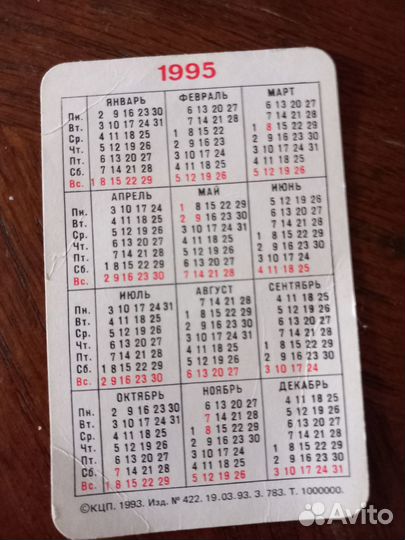 1995
ЯНВАРЬ ФЕВРАЛЬ МАРТ
Пн. 2 9 16 23 30 6 13 20 27 6 13 20 27
Вт. 3 10 17 24 31 7 14 21 28 7 14 21 28
Ср. 4 11 18 25 1 8 15 22 1 8 15 22 29
Чт. 5 12 19 26 2 9 16 23 2 9 16 23 30
Пт. 6 13 20 27 3 10 17 24 3 10 17 24 31
Сб. 7 14 21 28 4 11 18 25 4 11 18 25
Вс. 1 8 15 22 29 5 12 19 26 5 12 19 26
АПРЕЛЬ МАЙ ИЮНЬ
Пн. 3 10 17 24 1 8 15 22 29 5 12 19 26
Вт. 4 11 18 25 2 9 16 23 30 6 13 20 27
Ср. 5 12 19 26 3 10 17 24 31 7 14 21 28
Чт. 6 13 20 27 4 11 18 25 1 8 15 22 29
Пт. 7 14 21 28 5 12 19 26 2 9 16 23 30
Сб. 1 8 15 22 29 6 13 20 27 3 10 17 24
Вс. 2 9 16 23 30 7 14 21 28 4 11 18 25
ИЮЛЬ АВГУСТ СЕНТЯБРЬ
Пн. 3 10 17 24 31 7 14 21 28 4 11 18 25
Вт. 4 11 18 25 1 8 15 22 29 5 12 19 26
Ср. 5 12 19 26 2 9 16 23 30 6 13 20 27
Чт. 6 13 20 27 3 10 17 24 31 7 14 21 28
Пт. 7 14 21 28 4 11 18 25 1 8 15 22 29
Сб. 1 8 15 22 29 5 12 19 26 2 9 16 23 30
Вс. 2 9 16 23 30 6 13 20 27 3 10 17 24
ОКТЯБРЬ НОЯБРЬ ДЕКАБРЬ
Пн. 2 9 16 23 30 6 13 20 27 4 11 18 25
Вт. 3 10 17 24 31 7 14 21 28 5 12 19 26
Ср. 4 11 18 25 1 8 15 22 29 6 13 20 27
Чт. 5 12 19 26 2 9 16 23 30 7 14 21 28
Пт. 6 13 20 27 3 10 17 24 1 8 15 22 29
Сб. 7 14 21 28 4 11 18 25 2 9 16 23 30
Вс. 1 8 15 22 29 5 12 19 26 3 10 17 24 31
©КЦП. 1993. Изд. № 422. 19.03.93. З. 783. Т. 1000000.
Avito